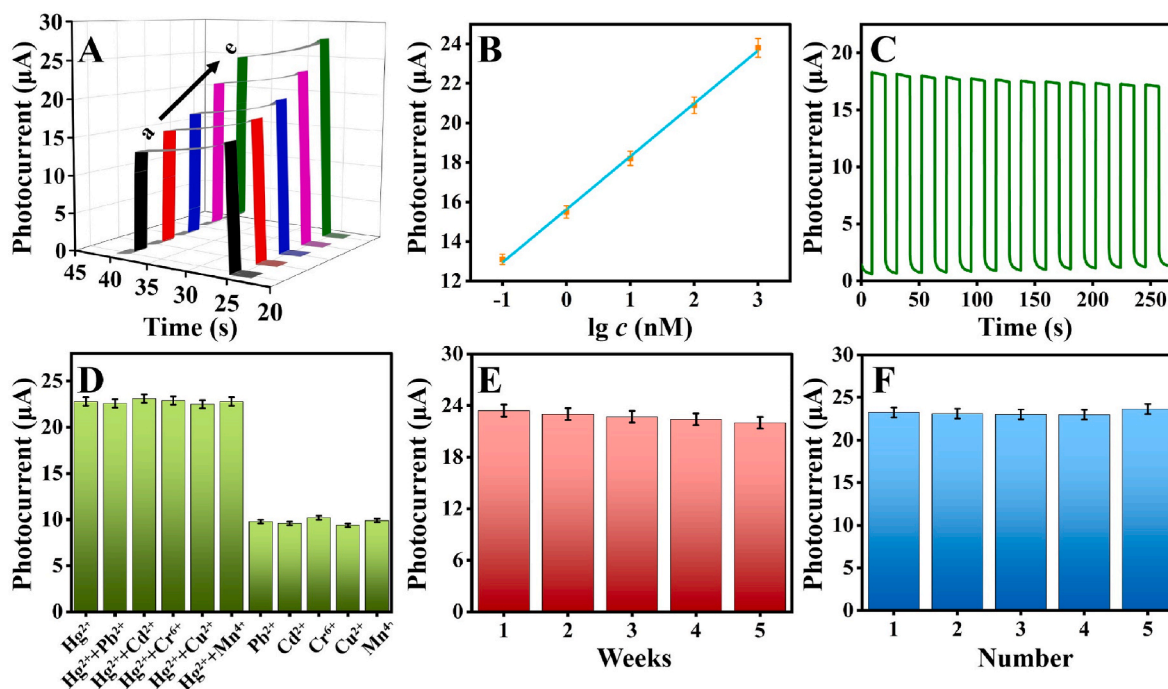 A
a
e
Photocurrent (µA)
30
25
20
15
10
5
0
45
40
35
30
25
20
Time (s)
B
Photocurrent (µA)
24
22
20
18
16
14
12
-1
0
1
2
3
lg c (nM)
C
Photocurrent (µA)
20
15
10
5
0
0
50
100
150
200
250
Time (s)
D
Photocurrent (µA)
25
20
15
10
5
0
Hg²⁺
Hg²⁺+Pb²⁺
Hg²⁺+Cd²⁺
Hg²⁺+Cr⁶⁺
Hg²⁺+Cu²⁺
Hg²⁺+Mn⁴⁺
Pb²⁺
Cd²⁺
Cr⁶⁺
Cu²⁺
Mn⁴⁺
E
Photocurrent (µA)
30
24
18
12
6
0
1
2
3
4
5
Weeks
F
Photocurrent (µA)
30
25
20
15
10
5
0
1
2
3
4
5
Number